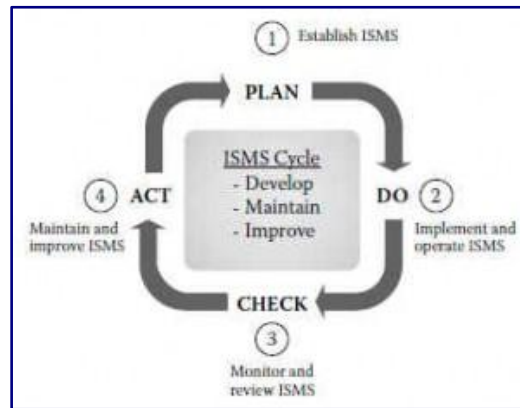 1 Establish ISMS
PLAN
ISMS Cycle
- Develop
- Maintain
- Improve
4 ACT
DO 2
Maintain and
improve ISMS
Implement and
operate ISMS
CHECK
3
Monitor and
review ISMS